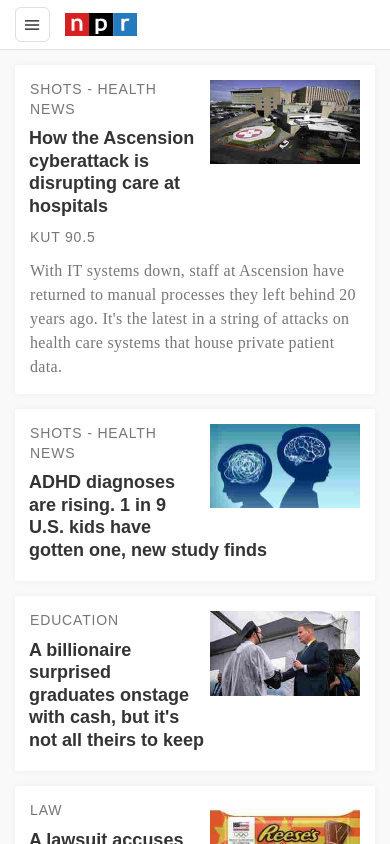 npr
SHOTS - HEALTH
NEWS
How the Ascension
cyberattack is
disrupting care at
hospitals
KUT 90.5
With IT systems down, staff at Ascension have
returned to manual processes they left behind 20
years ago. It's the latest in a string of attacks on
health care systems that house private patient
data.
SHOTS - HEALTH
NEWS
ADHD diagnoses
are rising. 1 in 9
U.S. kids have
gotten one, new study finds
EDUCATION
A billionaire
surprised
graduates onstage
with cash, but it's
not all theirs to keep
LAW
A lawsuit accuses
Reese's